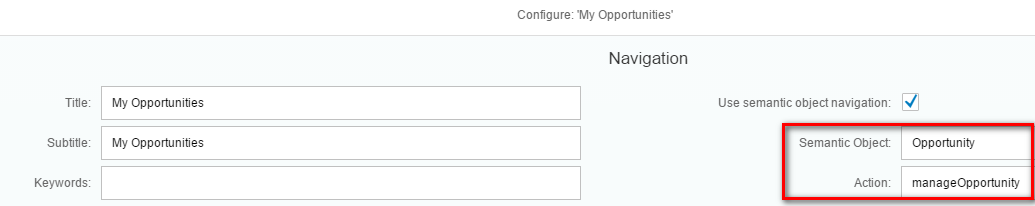 Configure: 'My Opportunities'
Navigation
Title: My Opportunities
Use semantic object navigation:
Subtitle: My Opportunities
Semantic Object: Opportunity
Keywords:
Action: manageOpportunity